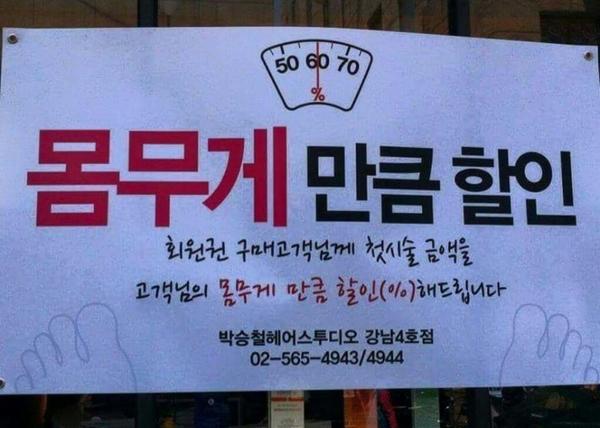 50 60 70
%
몸무게 만큼 할인
회원권 구매고객님께 첫시술 금액을
고객님의 몸무게 만큼 할인(%)해드립니다
박승철헤어스투디오 강남4호점
02-565-4943/4944